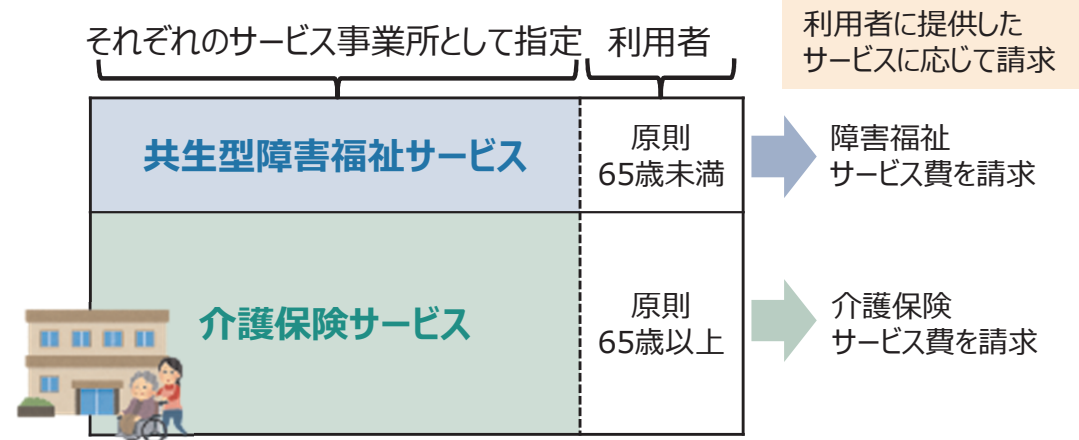 それぞれのサービス事業所として指定
利用者
利用者に提供した
サービスに応じて請求
共生型障害福祉サービス
原則
65歳未満
障害福祉
サービス費を請求
介護保険サービス
原則
65歳以上
介護保険
サービス費を請求